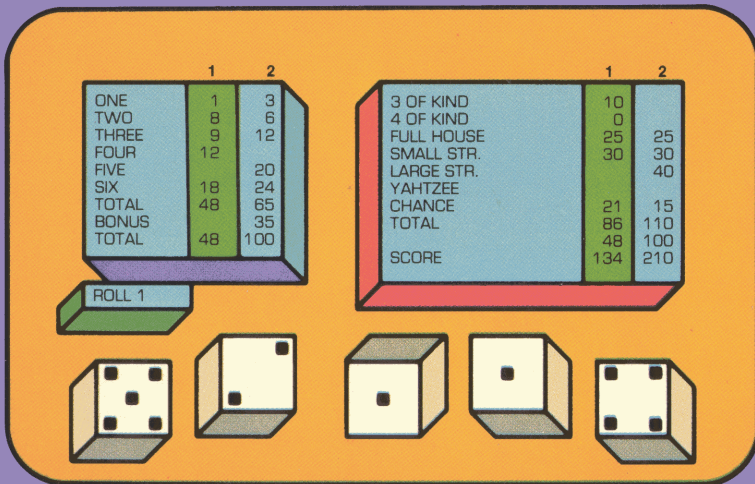 1 2
ONE 1 3
TWO 8 6
THREE 9 12
FOUR 12
FIVE 20
SIX 18 24
TOTAL 48 65
BONUS 35
TOTAL 48 100
ROLL 1
1 2
3 OF KIND 10
4 OF KIND 0
FULL HOUSE 25 25
SMALL STR. 30 30
LARGE STR. 40
YAHTZEE
CHANCE 21 15
TOTAL 86 110
48 100
SCORE 134 210